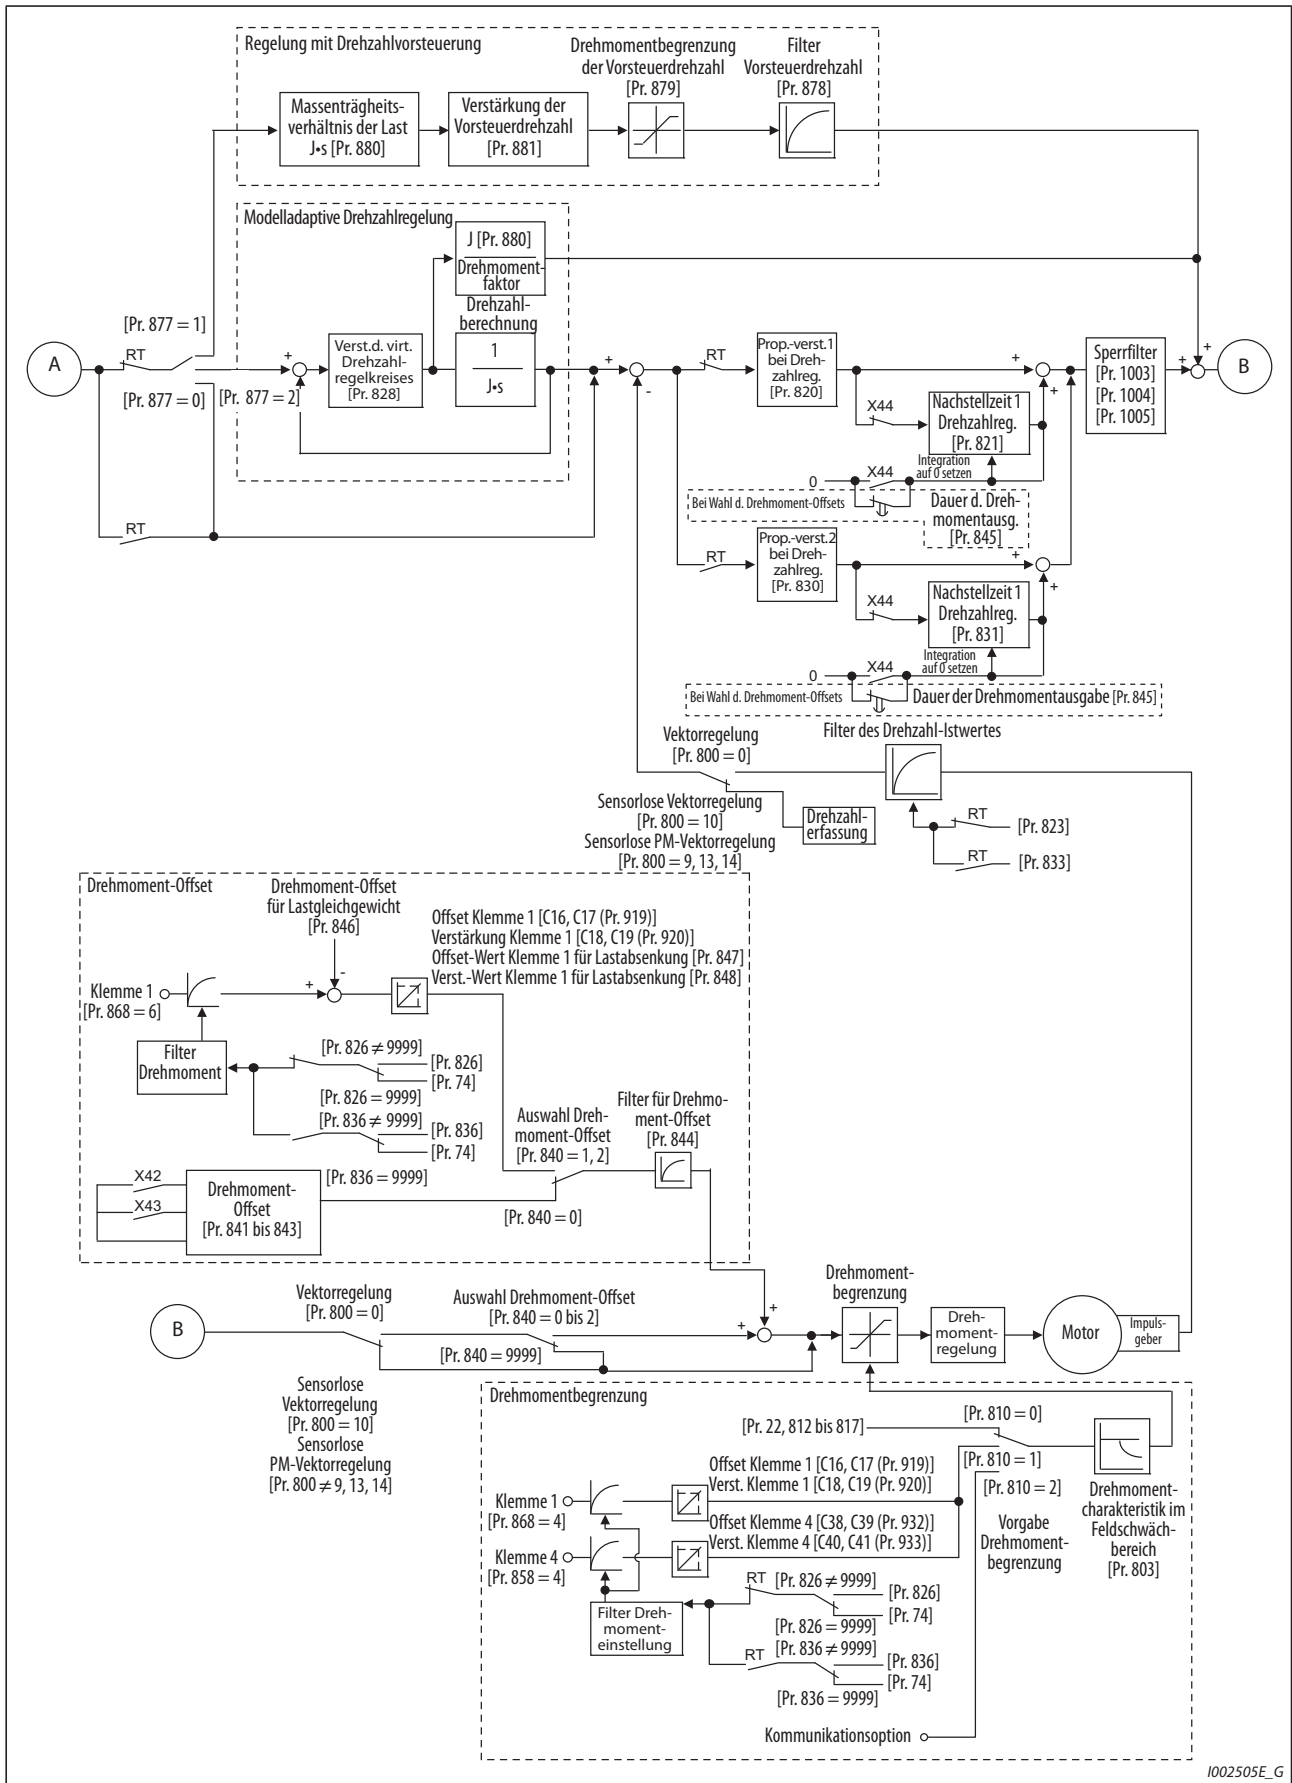 Regelung mit Drehzahlvorsteuerung
Drehmomentbegrenzung
der Vorsteuerdrehzahl
[Pr. 879]
Filter
Vorsteuerdrehzahl
[Pr. 878]
Massenträgheits-
verhältnis der Last
J•s [Pr. 880]
Verstärkung der
Vorsteuerdrehzahl
[Pr. 881]
Modelladaptive Drehzahlregelung
J [Pr. 880]
Drehmoment-
faktor
Drehzahl-
berechnung
1
J•s
[Pr. 877 = 1]
A
RT
[Pr. 877 = 0]
[Pr. 877 = 2]
+
Verst.d. virt.
Drehzahl-
regelkreises
[Pr. 828]
-
+
+
-
RT
RT
Prop.-verst.1
bei Dreh-
zahlreg.
[Pr. 820]
X44
Nachstellzeit 1
Drehzahlreg.
[Pr. 821]
+
+
Sperrfilter
[Pr. 1003]
[Pr. 1004]
[Pr. 1005]
+
+
B
0
X44
Integration
auf 0 setzen
Bei Wahl d. Drehmoment-Offsets
Dauer d. Dreh-
momentausg.
[Pr. 845]
RT
Prop.-verst.2
bei Dreh-
zahlreg.
[Pr. 830]
X44
Nachstellzeit 1
Drehzahlreg.
[Pr. 831]
+
+
0
X44
Integration
auf 0 setzen
Bei Wahl d. Drehmoment-Offsets
Dauer der Drehmomentausgabe [Pr. 845]
Vektorregelung
[Pr. 800 = 0]
Filter des Drehzahl-Istwertes
Sensorlose Vektorregelung
[Pr. 800 = 10]
Sensorlose PM-Vektorregelung
[Pr. 800 = 9, 13, 14]
Drehzahl-
erfassung
RT
[Pr. 823]
RT
[Pr. 833]
Drehmoment-Offset
Drehmoment-Offset
für Lastgleichgewicht
[Pr. 846]
Offset Klemme 1 [C16, C17 (Pr. 919)]
Verstärkung Klemme 1 [C18, C19 (Pr. 920)]
Offset-Wert Klemme 1 für Lastabsenkung [Pr. 847]
Verst.-Wert Klemme 1 für Lastabsenkung [Pr. 848]
Klemme 1
[Pr. 868 = 6]
+
-
Filter
Drehmoment
[Pr. 826 ≠ 9999]
[Pr. 826]
[Pr. 74]
[Pr. 826 = 9999]
[Pr. 836 ≠ 9999]
[Pr. 836]
[Pr. 74]
[Pr. 836 = 9999]
Auswahl Dreh-
moment-Offset
[Pr. 840 = 1, 2]
Filter für Drehmo-
ment-Offset
[Pr. 844]
X42
X43
Drehmoment-
Offset
[Pr. 841 bis 843]
[Pr. 840 = 0]
B
Vektorregelung
[Pr. 800 = 0]
Auswahl Drehmoment-Offset
[Pr. 840 = 0 bis 2]
[Pr. 840 = 9999]
+
+
Drehmoment-
begrenzung
Dreh-
moment-
regelung
Motor
Impuls-
geber
Sensorlose
Vektorregelung
[Pr. 800 = 10]
Sensorlose
PM-Vektorregelung
[Pr. 800 ≠ 9, 13, 14]
Drehmomentbegrenzung
[Pr. 22, 812 bis 817]
[Pr. 810 = 0]
[Pr. 810 = 1]
[Pr. 810 = 2]
Offset Klemme 1 [C16, C17 (Pr. 919)]
Verst. Klemme 1 [C18, C19 (Pr. 920)]
Klemme 1
[Pr. 868 = 4]
Offset Klemme 4 [C38, C39 (Pr. 932)]
Verst. Klemme 4 [C40, C41 (Pr. 933)]
Klemme 4
[Pr. 858 = 4]
Vorgabe
Drehmoment-
begrenzung
Drehmoment-
charakteristik im
Feldschwäch-
bereich
[Pr. 803]
Filter Dreh-
moment-
einstellung
RT
[Pr. 826 ≠ 9999]
[Pr. 826]
[Pr. 74]
[Pr. 826 = 9999]
RT
[Pr. 836 ≠ 9999]
[Pr. 836]
[Pr. 74]
[Pr. 836 = 9999]
Kommunikationsoption
I002505E_G